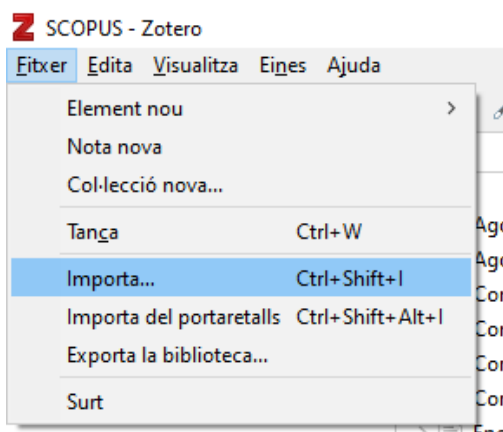 SCOPUS - Zotero
Fitxer Edita Visualitza Eines Ajuda
Element nou
Nota nova
Col·lecció nova...
Tanca Ctrl+W
Importa... Ctrl+Shift+I
Importa del portaretalls Ctrl+Shift+Alt+I
Exporta la biblioteca...
Surt